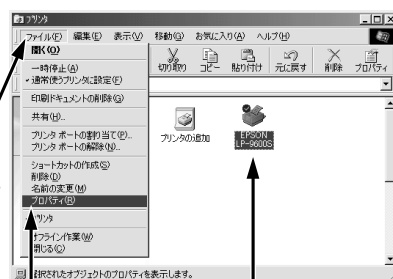 プリンタ
ファイル(F) 編集(E) 表示(V) 移動(G) お気に入り(A) ヘルプ(H)
切り取り コピー 貼り付け 元に戻す 削除 プロパティ
開く(O)
一時停止(A)
通常使うプリンタに設定(F)
印刷ドキュメントの削除(G)
共有(H)...
プリンタ ポートの割り当て(P)...
プリンタ ポートの解除(N)...
ショートカットの作成(S)
削除(D)
名前の変更(M)
プロパティ(R)
プリンタ
オフライン作業(W)
閉じる(C)
プリンタの追加
EPSON
LP-9600S
選択されたオブジェクトのプロパティを表示します。